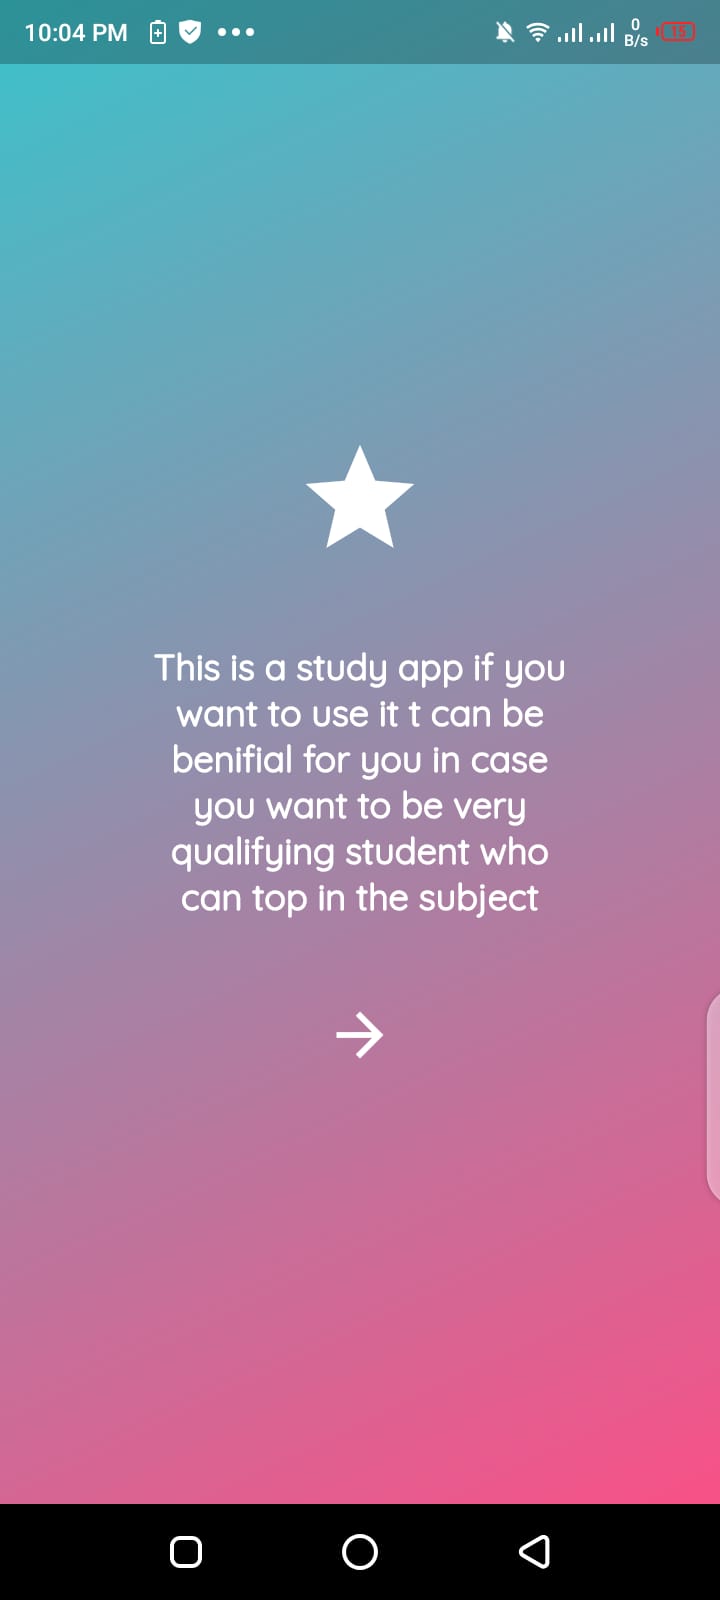 10:04 PM
0
B/s
15
This is a study app if you
want to use it t can be
benifial for you in case
you want to be very
qualifying student who
can top in the subject